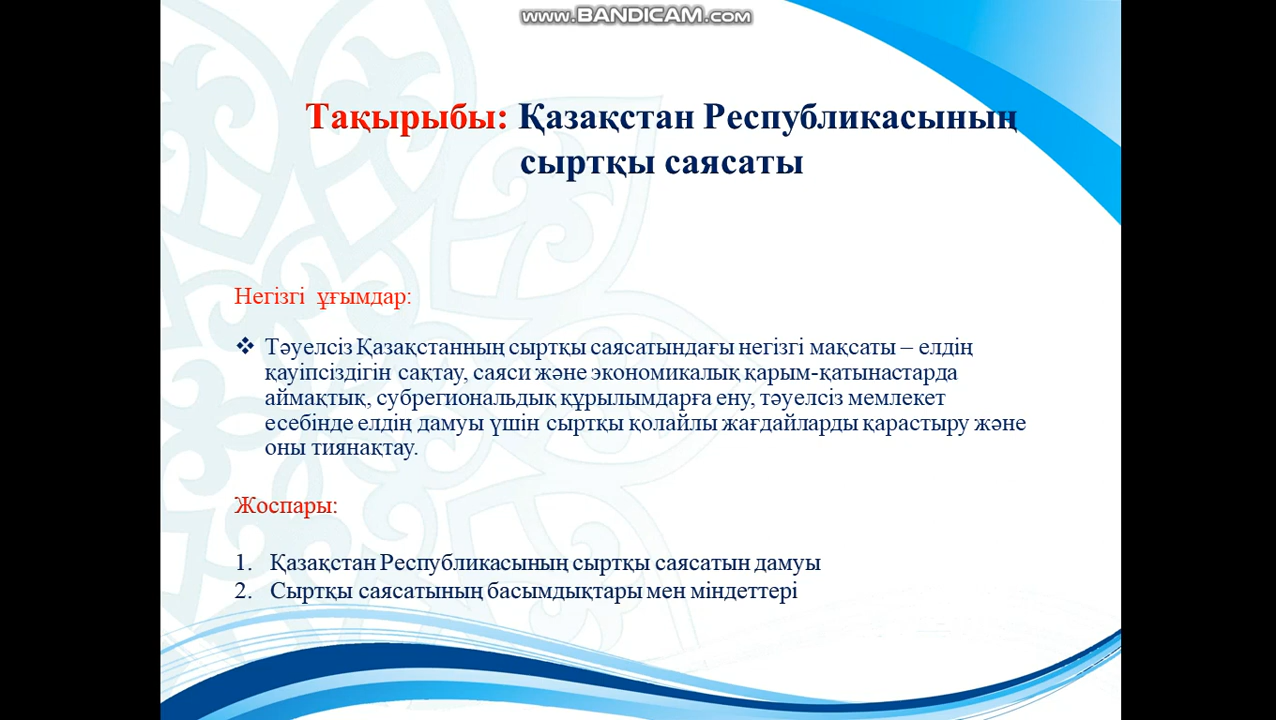 www.BANDICAM.com
Тақырыбы: Қазақстан Республикасының
сыртқы саясаты
Негізгі ұғымдар:
❖ Тәуелсіз Қазақстанның сыртқы саясатындағы негізгі мақсаты – елдің
қауіпсіздігін сақтау, саяси және экономикалық қарым-қатынастарда
аймақтық, субрегиональдық құрылымдарға ену, тәуелсіз мемлекет
есебінде елдің дамуы үшін сыртқы қолайлы жағдайларды қарастыру және
оны тиянақтау.
Жоспары:
1. Қазақстан Республикасының сыртқы саясатын дамуы
2. Сыртқы саясатының басымдықтары мен міндеттері